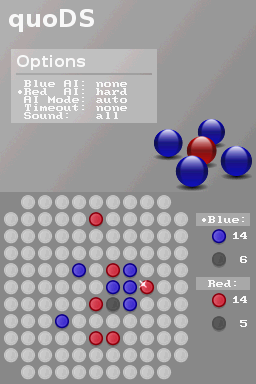 quoDS
Options
Blue AI: none
•Red AI: hard
AI Mode: auto
Timeout: none
Sound: all
•Blue:
14
6
Red:
14
5